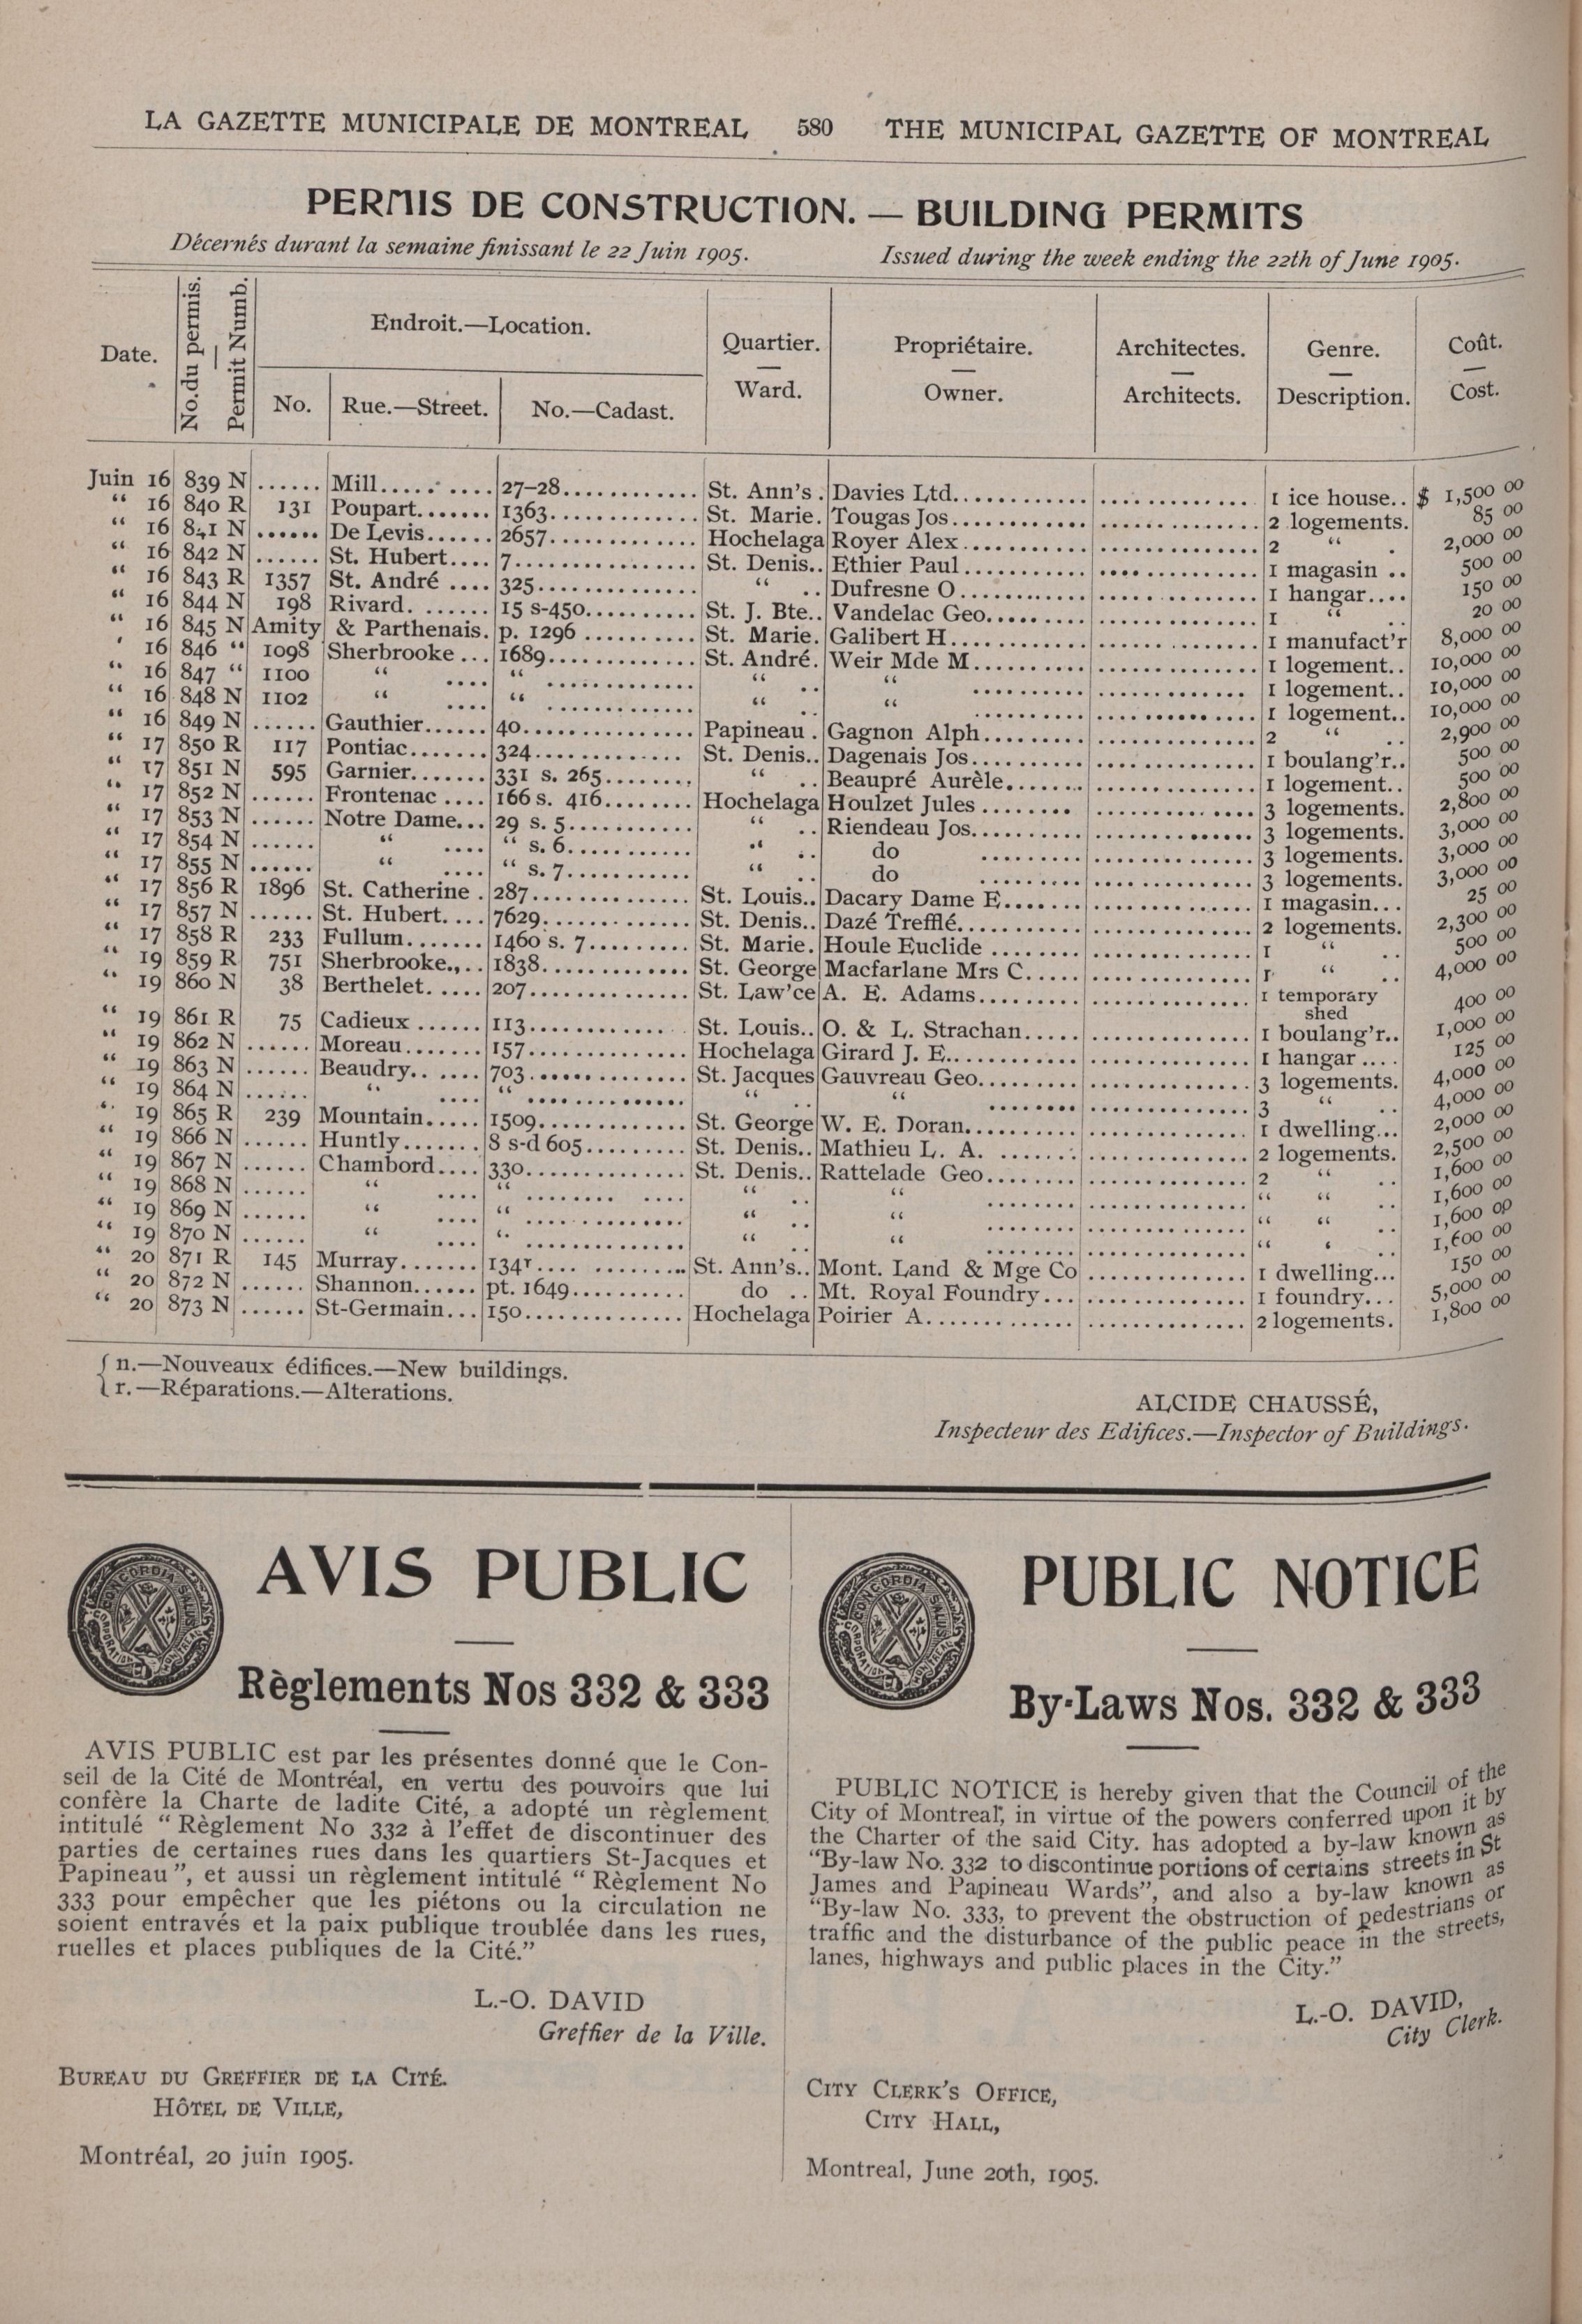 LA GAZETTE MUNICIPALE DE MONTREAL 580 THE MUNICIPAL GAZETTE OF MONTREAL
PERMIS DE CONSTRUCTION. — BUILDING PERMITS
Décernés durant la semaine finissant le 22 Juin 1905. Issued during the week ending the 22th of June 1905.
Date. No. du permis. — Permit Numb. Endroit.—Location. Quartier. — Ward. Propriétaire. — Owner. Architectes. — Architects. Genre. — Description. Coût. — Cost.
No. Rue.—Street. No.—Cadast.
Juin 16 839 N ...... Mill......... 27-28............ St. Ann's . Davies Ltd............ 1 ice house.. $ 1,500 00
“ 16 840 R 131 Poupart....... 1363............. St. Marie. Tougas Jos............ 2 logements. 85 00
“ 16 841 N ...... De Levis...... 2657............. Hochelaga Royer Alex............ 2 “ . 2,000 00
“ 16 842 N ...... St. Hubert.... 7................ St. Denis.. Ethier Paul........... 1 magasin .. 500 00
“ 16 843 R 1357 St. André .... 325.............. “ .. Dufresne O............ 1 hangar.... 150 00
“ 16 844 N 198 Rivard. ....... 15 s-450.......... St. J. Bte.. Vandelac Geo......... 1 “ .. 20 00
“ 16 845 N Amity & Parthenais. p. 1296 .......... St. Marie. Galibert H............ 1 manufact'r 8,000 00
‘ 16 846 “ 1098 Sherbrooke ... 1689............. St. André. Weir Mde M........... 1 logement.. 10,000 00
“ 16 847 “ 1100 “ .... “ ............. “ .. “ .......... 1 logement.. 10,000 00
“ 16 848 N 1102 “ .... “ ............. “ .. “ .......... 1 logement.. 10,000 00
“ 16 849 N ...... Gauthier...... 40............... Papineau . Gagnon Alph.......... 2 “ .. 2,900 00
“ 17 850 R 117 Pontiac....... 324.............. St. Denis.. Dagenais Jos.......... 1 boulang'r.. 500 00
“ 17 851 N 595 Garnier....... 331 s. 265........ “ .. Beaupré Aurèle....... 1 logement.. 500 00
“ 17 852 N ...... Frontenac .... 166 s. 416........ Hochelaga Houlzet Jules ........ 3 logements. 2,800 00
“ 17 853 N ...... Notre Dame... 29 s. 5........... “ .. Riendeau Jos.......... 3 logements. 3,000 00
“ 17 854 N ...... “ .... “ s. 6........... “ .. do ......... 3 logements. 3,000 00
“ 17 855 N ...... “ .... “ s. 7........... “ .. do ......... 3 logements. 3,000 00
“ 17 856 R 1896 St. Catherine . 287.............. St. Louis.. Dacary Dame E....... 1 magasin... 25 00
“ 17 857 N ...... St. Hubert.... 7629............. St. Denis.. Dazé Trefflé........... 2 logements. 2,300 00
“ 17 858 R 233 Fullum....... 1460 s. 7......... St. Marie. Houle Euclide ........ 1 “ .. 500 00
“ 19 859 R 751 Sherbrooke.,.. 1838............. St. George Macfarlane Mrs C..... 1 “ .. 4,000 00
“ 19 860 N 38 Berthelet. ..... 207.............. St. Law'ce A. E. Adams.......... 1 temporary
shed 400 00
“ 19 861 R 75 Cadieux ...... 113.............. St. Louis.. O. & L. Strachan..... 1 boulang'r.. 1,000 00
“ 19 862 N ...... Moreau....... 157.............. Hochelaga Girard J. E........... 1 hangar .... 125 00
“ 19 863 N ...... Beaudry.. .... 703.............. St. Jacques Gauvreau Geo......... 3 logements. 4,000 00
“ 19 864 N ...... “ .... “ ............. “ .. “ ........ 3 “ .. 4,000 00
“ 19 865 R 239 Mountain..... 1509............. St. George W. E. Doran.......... 1 dwelling... 2,000 00
“ 19 866 N ...... Huntly....... 8 s-d 605......... St. Denis.. Mathieu L. A. ....... 2 logements. 2,500 00
“ 19 867 N ...... Chambord.... 330.............. St. Denis.. Rattelade Geo........ 2 “ .. 1,600 00
“ 19 868 N ...... “ .... “ ........ .... “ .. “ ........ “ “ .. 1,600 00
“ 19 869 N ...... “ .... “ ............. “ .. “ ........ “ “ .. 1,600 00
“ 19 870 N ...... “ .... “ ............. “ .. “ ........ “ ‘ .. 1,600 00
“ 20 871 R 145 Murray....... 1341.... ......... St. Ann's.. Mont. Land & Mge Co 1 dwelling... 150 00
“ 20 872 N ...... Shannon...... pt. 1649.......... do .. Mt. Royal Foundry... 1 foundry... 5,000 00
“ 20 873 N ...... St-Germain... 150.............. Hochelaga Poirier A............. 2 logements. 1,800 00
n.—Nouveaux édifices.—New buildings.
r.—Réparations.—Alterations.
ALCIDE CHAUSSÉ,
Inspecteur des Edifices.—Inspector of Buildings.
AVIS PUBLIC
Règlements Nos 332 & 333
AVIS PUBLIC est par les présentes donné que le Con-
seil de la Cité de Montréal, en vertu des pouvoirs que lui
confère la Charte de ladite Cité, a adopté un règlement
intitulé “ Règlement No 332 à l'effet de discontinuer des
parties de certaines rues dans les quartiers St-Jacques et
Papineau ”, et aussi un règlement intitulé “ Règlement No
333 pour empêcher que les piétons ou la circulation ne
soient entravés et la paix publique troublée dans les rues,
ruelles et places publiques de la Cité.”
L.-O. DAVID
Greffier de la Ville.
BUREAU DU GREFFIER DE LA CITÉ.
HÔTEL DE VILLE,
Montréal, 20 juin 1905.
CONCORDIA SALUS
CORPORATION MONTREAL
PUBLIC NOTICE
By-Laws Nos. 332 & 333
PUBLIC NOTICE is hereby given that the Council of the
City of Montreal, in virtue of the powers conferred upon it by
the Charter of the said City. has adopted a by-law known as
“By-law No. 332 to discontinue portions of certains streets in St
James and Papineau Wards”, and also a by-law known as
“By-law No. 333, to prevent the obstruction of pedestrians or
traffic and the disturbance of the public peace in the streets,
lanes, highways and public places in the City.”
L.-O. DAVID,
City Clerk.
CITY CLERK'S OFFICE,
CITY HALL,
Montreal, June 20th, 1905.
CONCORDIA SALUS
CORPORATION MONTREAL